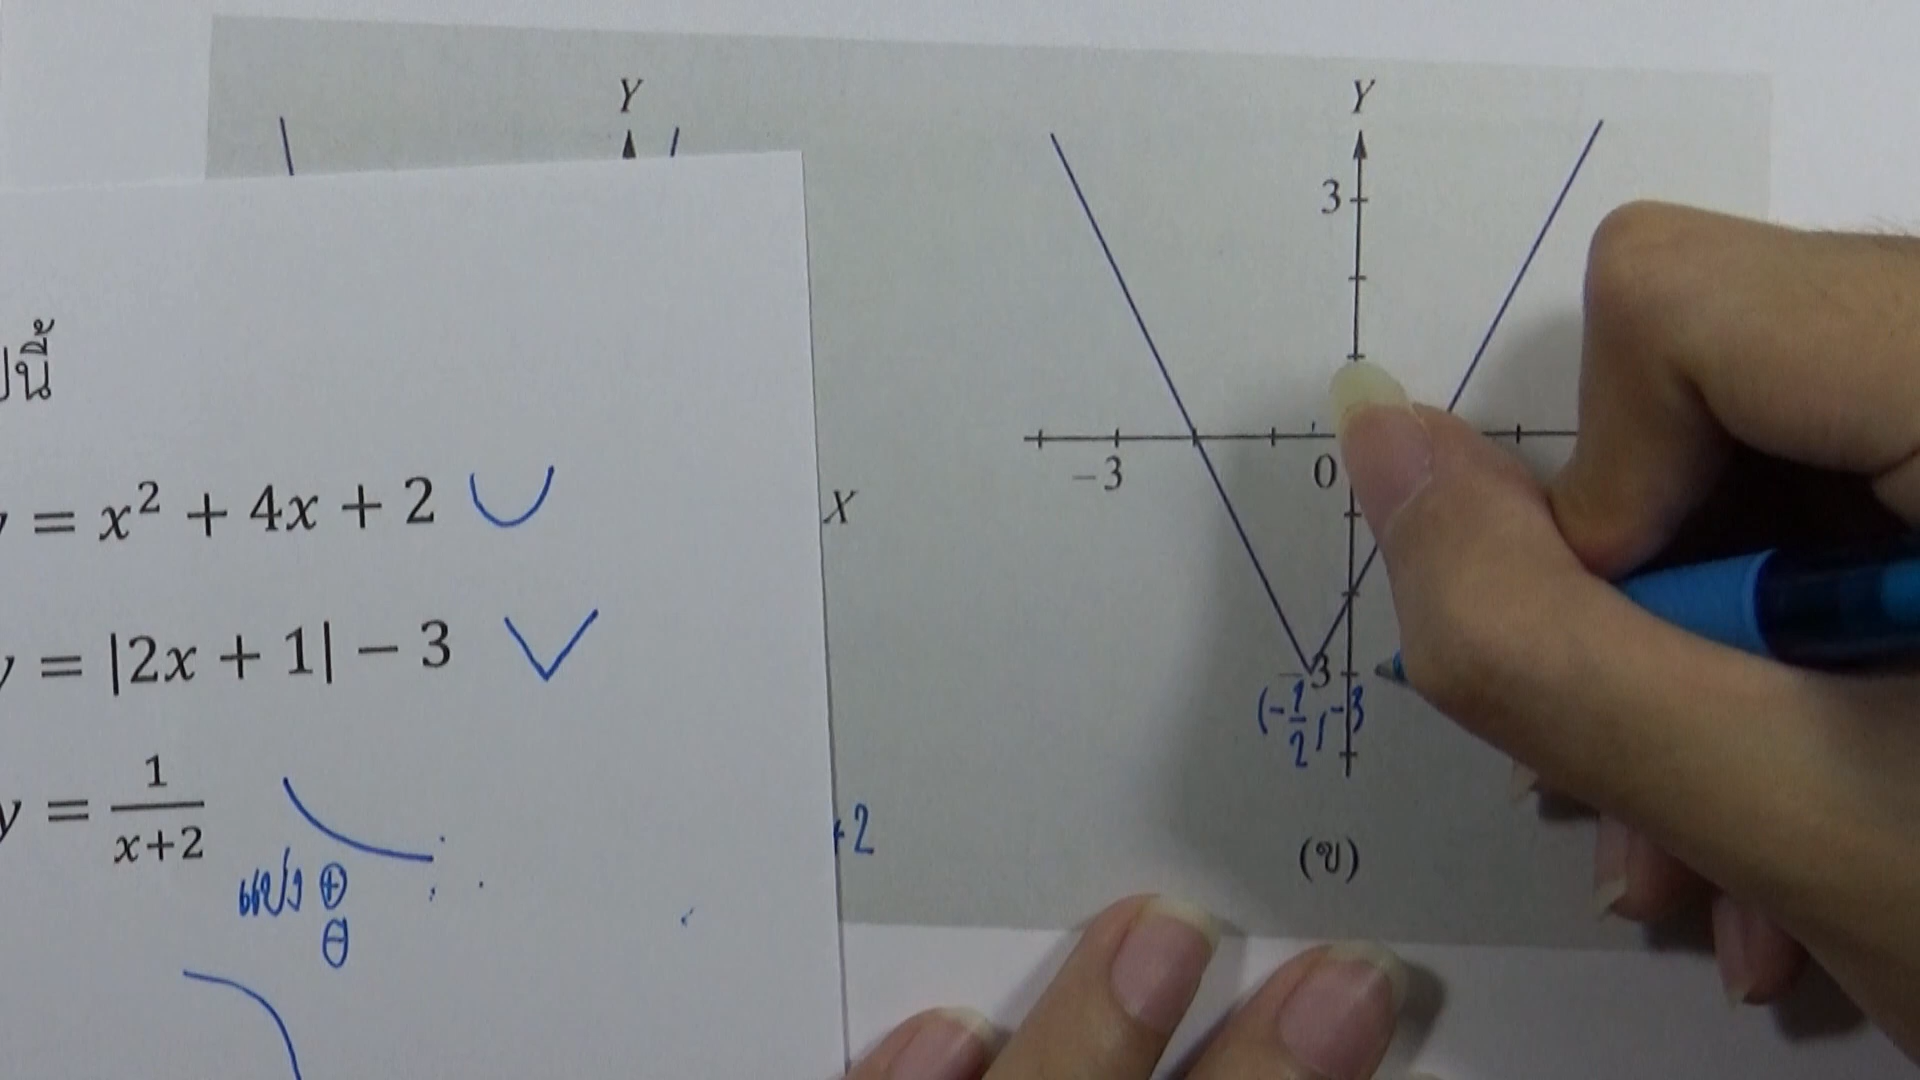 ปนี้
y = x² + 4x + 2
y = |2x + 1| − 3
y = 1/(x+2)
แปง ⊕
⊖
Y
X
+2
Y
3
−3
0
−3
(-1/2, -3
(ข)